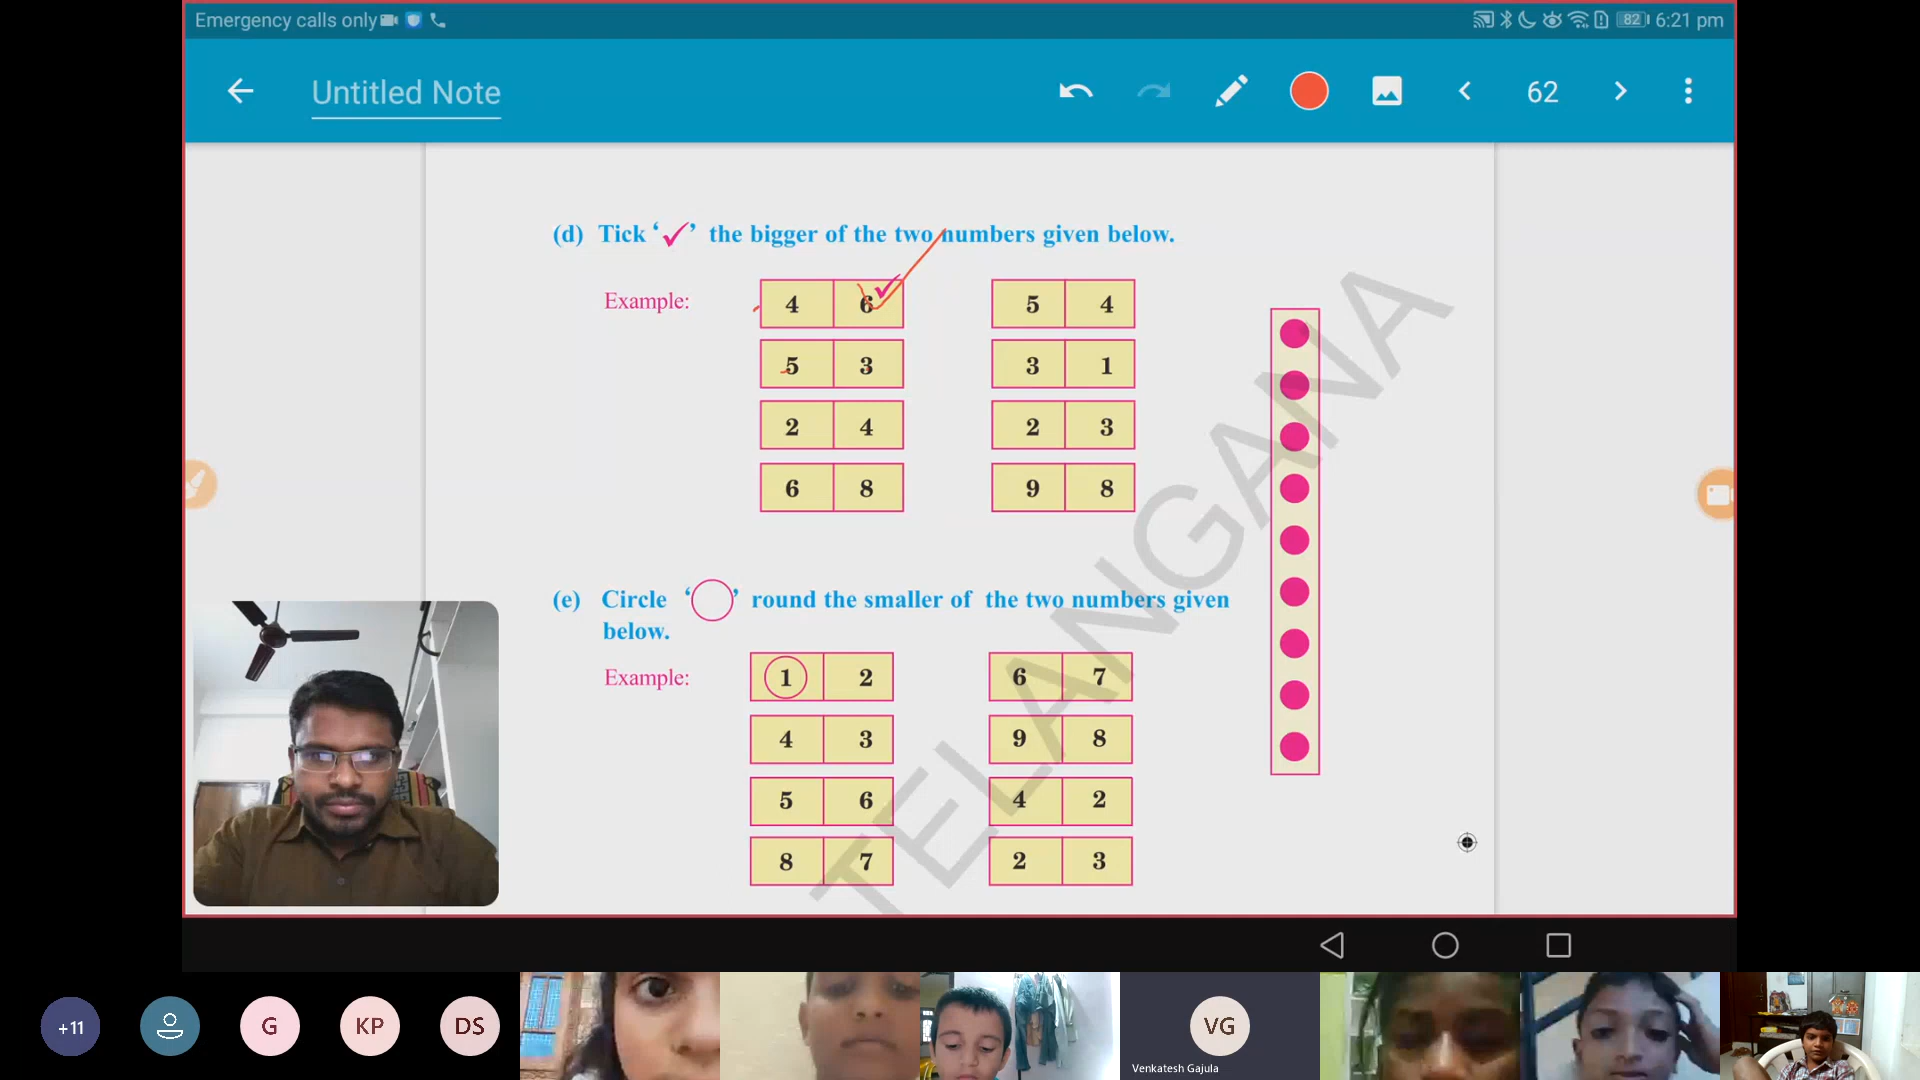 Emergency calls only
82 6:21 pm
Untitled Note
62
(d) Tick ‘✓’ the bigger of the two numbers given below.
Example:
4 6 5 4
5 3 3 1
2 4 2 3
6 8 9 8
(e) Circle ‘◯’ round the smaller of the two numbers given
below.
Example:
1 2 6 7
4 3 9 8
5 6 4 2
8 7 2 3
TELANGANA
+11 G KP DS VG
Venkatesh Gajula